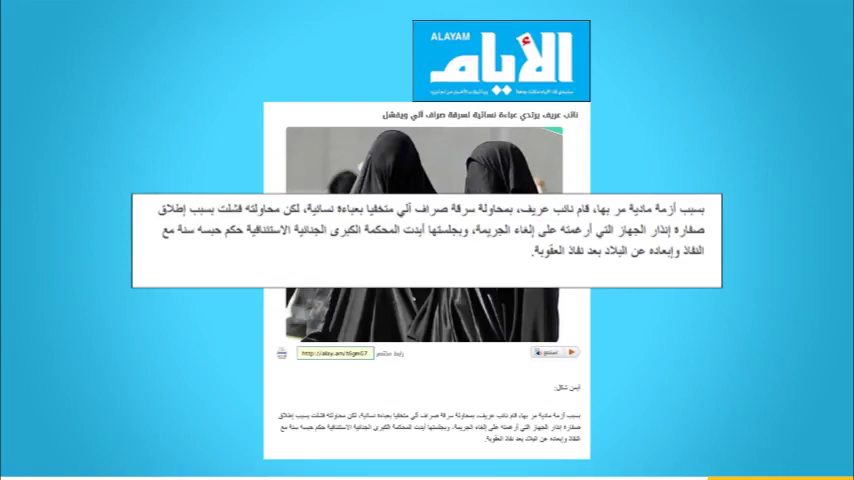 ALAYAM
الأيام
نائب عريف يرتدي عباءة نسائية لسرقة صراف آلي ويفشل
بسبب أزمة مادية مر بها، قام نائب عريف، بمحاولة سرقة صراف آلي متخفيا بعباءة نسائية، لكن محاولته فشلت بسبب إطلاق
صفارة إنذار الجهاز التي أرغمته على إلغاء الجريمة، وبجلستها أيدت المحكمة الكبرى الجنائية الاستئنافية حكم حبسه سنة مع
النفاذ وإبعاده عن البلاد بعد نفاذ العقوبة.
http://alay.am/t6gmG7 رابط مختصر
استمع
أيمن شكل:
بسبب أزمة مادية مر بها، قام نائب عريف، بمحاولة سرقة صراف آلي متخفيا بعباءة نسائية، لكن محاولته فشلت بسبب إطلاق
صفارة إنذار الجهاز التي أرغمته على إلغاء الجريمة، وبجلستها أيدت المحكمة الكبرى الجنائية الاستئنافية حكم حبسه سنة مع
النفاذ وإبعاده عن البلاد بعد نفاذ العقوبة.